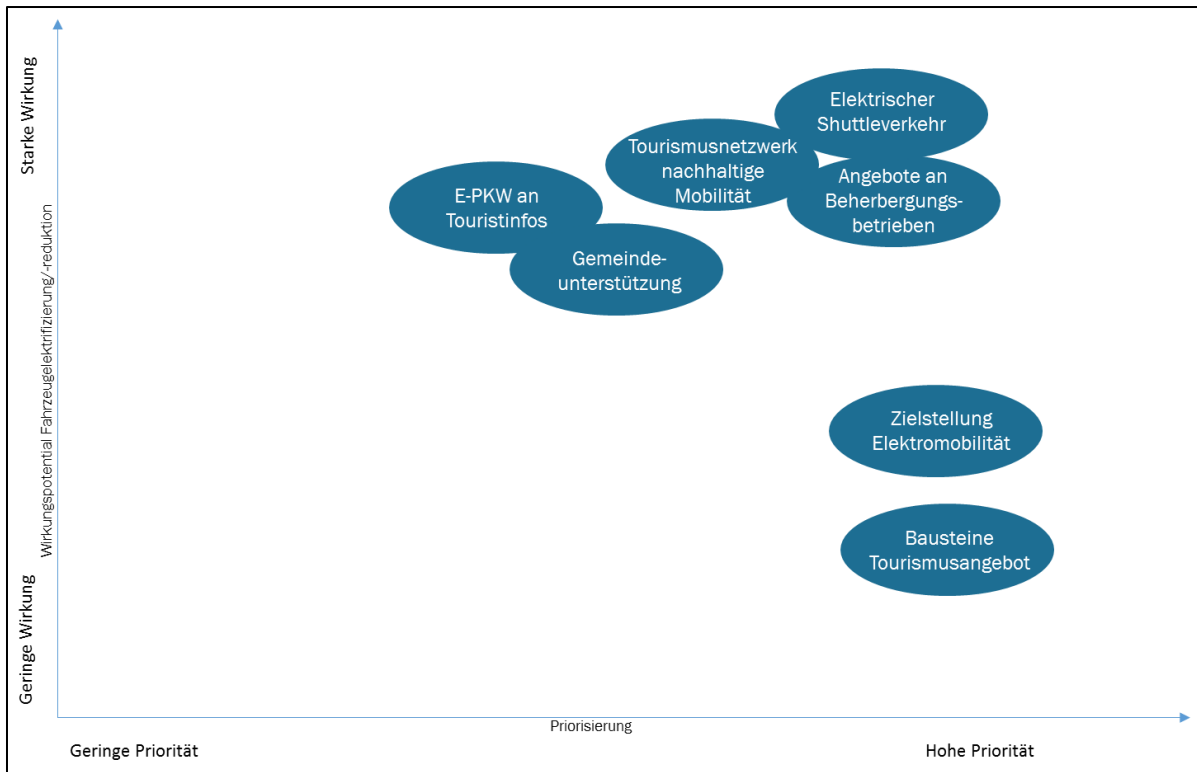 Starke Wirkung
Wirkungspotential Fahrzeugelektrifizierung/-reduktion
Geringe Wirkung
Elektrischer
Shuttleverkehr
Tourismusnetzwerk
nachhaltige
Mobilität
Angebote an
Beherbergungs-
betrieben
E-PKW an
Touristinfos
Gemeinde-
unterstützung
Zielstellung
Elektromobilität
Bausteine
Tourismusangebot
Priorisierung
Geringe Priorität
Hohe Priorität